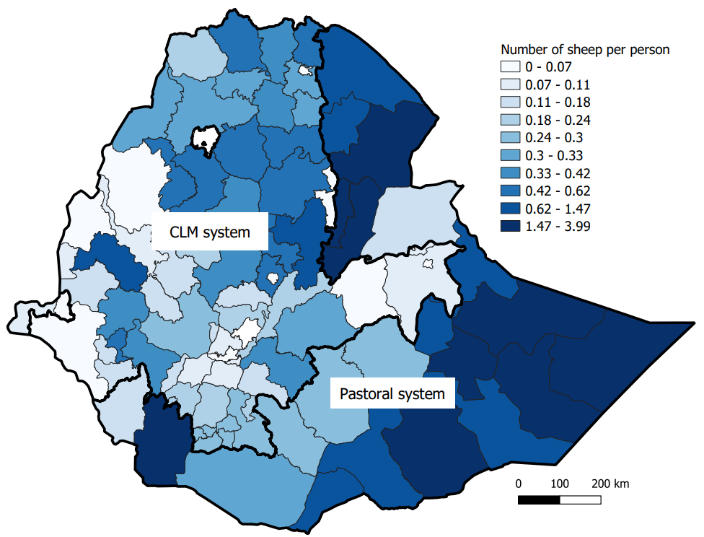 Number of sheep per person
0 - 0.07
0.07 - 0.11
0.11 - 0.18
0.18 - 0.24
0.24 - 0.3
0.3 - 0.33
0.33 - 0.42
0.42 - 0.62
0.62 - 1.47
1.47 - 3.99
CLM system
Pastoral system
0 100 200 km